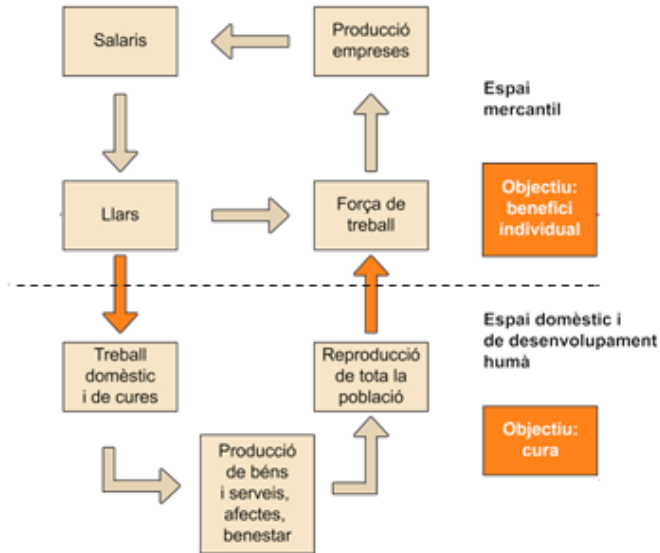 Salaris
Producció
empreses
Espai
mercantil
Llars
Força de
treball
Objectiu:
benefici
individual
Treball
domèstic
i de cures
Reproducció
de tota la
població
Espai domèstic i
de desenvolupament
humà
Producció
de béns
i serveis,
afectes,
benestar
Objectiu:
cura